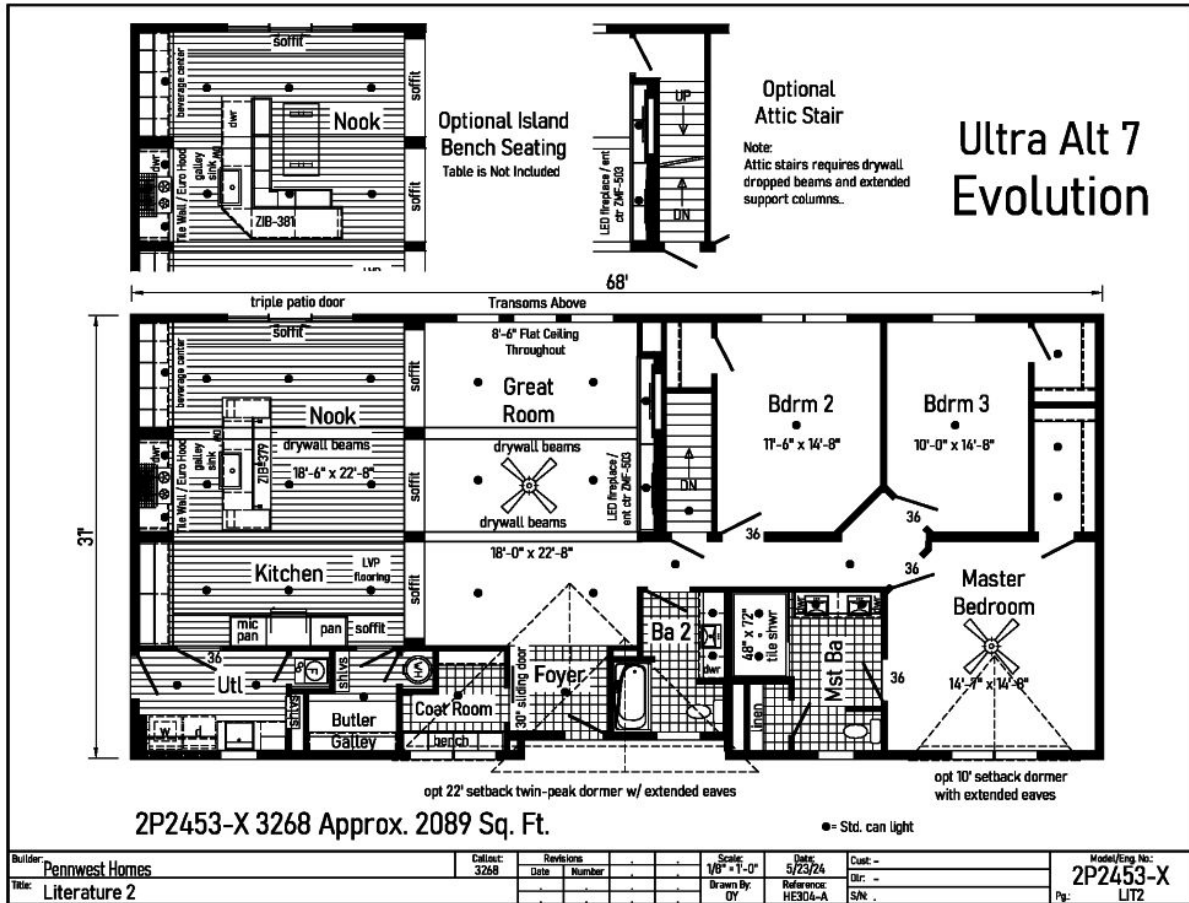 soffit
beverage center
soffit
dwr
Nook
dwr
Tile Wall / Euro Hood
galley
sink
DW
soffit
ZIB-381
Optional Island
Bench Seating
Table is Not Included
UP
DN
LED fireplace / ent
ctr ZMF-503
Optional
Attic Stair
Note:
Attic stairs requires drywall
dropped beams and extended
support columns..
Ultra Alt 7
Evolution
68'
31'
triple patio door
Transoms Above
soffit
8'-6" Flat Ceiling
Throughout
beverage center
soffit
Great
Room
Nook
Bdrm 2
11'-6" x 14'-8"
Bdrm 3
10'-0" x 14'-8"
dwr
Tile Wall / Euro Hood
galley
sink
DW
ZIB-379
drywall beams
18'-6" x 22'-8"
soffit
drywall beams
drywall beams
LED fireplace /
ent ctr ZMF-503
DN
18'-0" x 22'-8"
36
36
36
Kitchen
LVP
flooring
soffit
mic
pan
pan
soffit
Master
Bedroom
14'-7" x 14'-8"
Ba 2
dwr
48" x 72"
tile shwr
dwr
dwr
Mst Ba
36
linen
36
Utl
F
shlvs
WH
shlvs
w
d
Butler
Galley
Coat Room
bench
30" sliding door
Foyer
opt 22' setback twin-peak dormer w/ extended eaves
opt 10' setback dormer
with extended eaves
2P2453-X 3268 Approx. 2089 Sq. Ft.
= Std. can light
Builder: Pennwest Homes
Title: Literature 2
Callout:
3268
Revisions
Date Number
Scale:
1/8" = 1'-0"
Drawn By:
OY
Date:
5/23/24
Reference:
HE304-A
Cust: -
Dlr: -
S/N: .
Model/Eng. No.:
2P2453-X
Pg.: LIT2